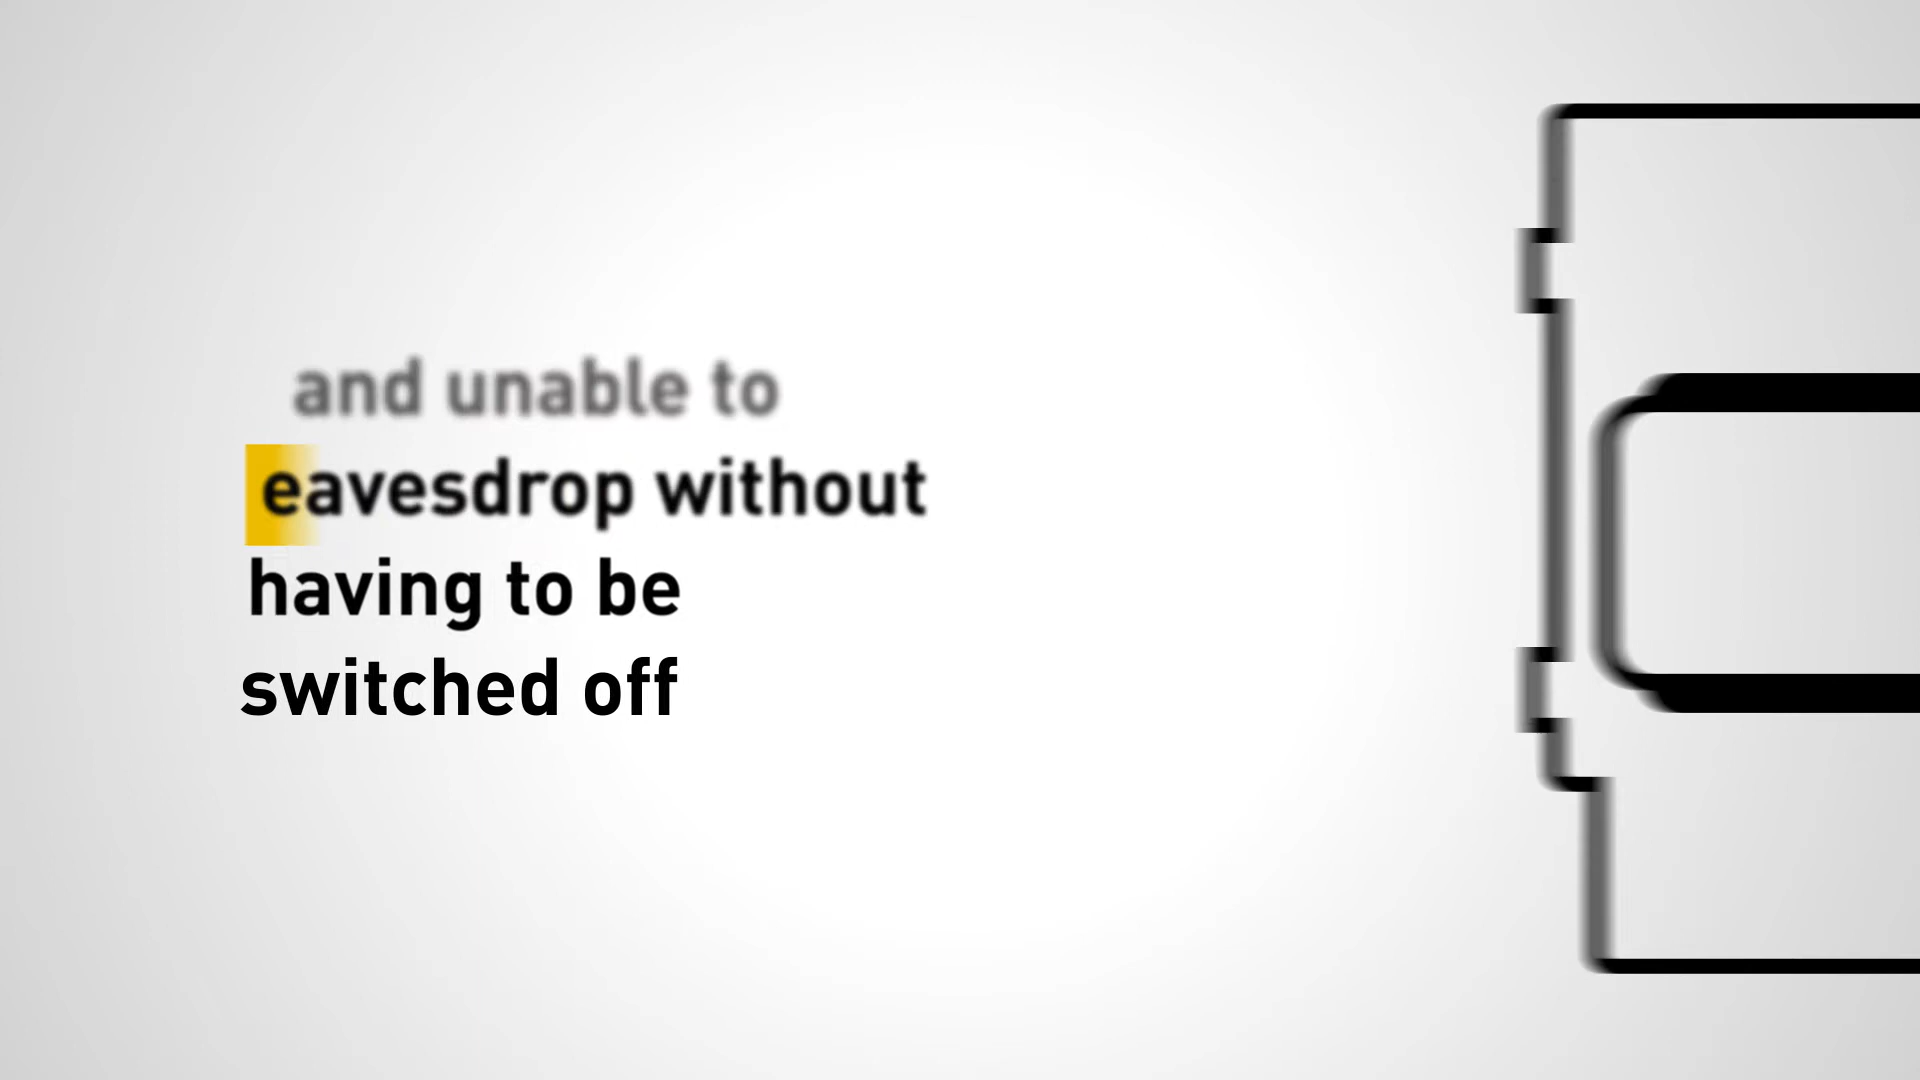 and unable to
eavesdrop without
having to be
switched off